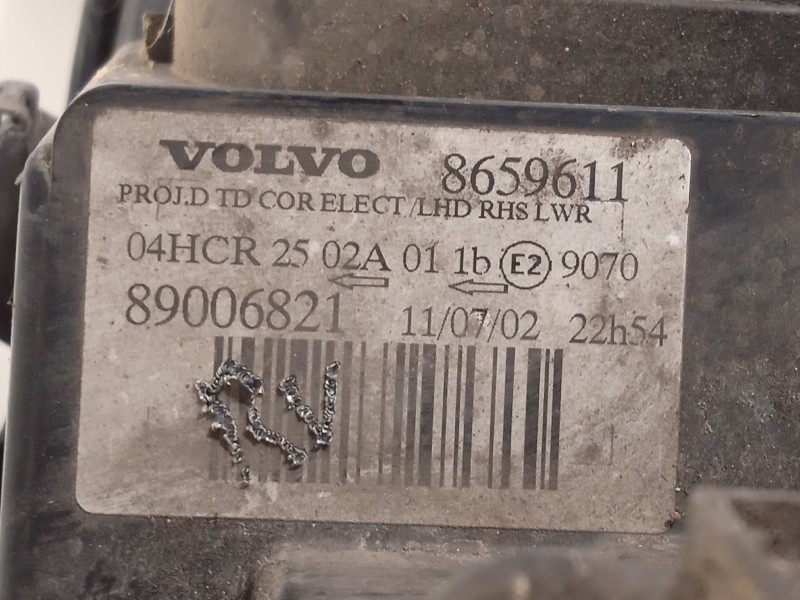 VOLVO 8659611
PROJ.D TD COR ELECT/LHD RHS LWR
04HCR 25 02A 01 1b E2 9070
89006821 11/07/02 22h54